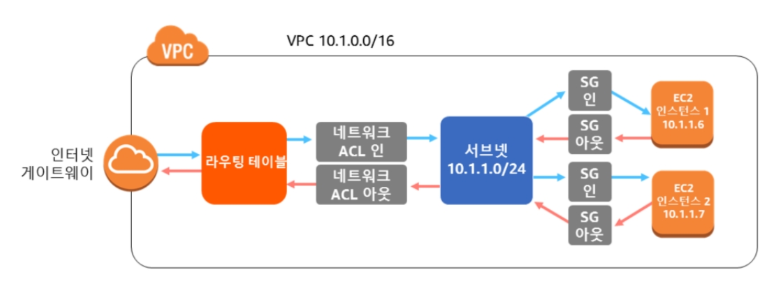 VPC
VPC 10.1.0.0/16
인터넷
게이트웨이
라우팅 테이블
네트워크
ACL 인
네트워크
ACL 아웃
서브넷
10.1.1.0/24
SG
인
SG
아웃
EC2
인스턴스 1
10.1.1.6
SG
인
SG
아웃
EC2
인스턴스 2
10.1.1.7